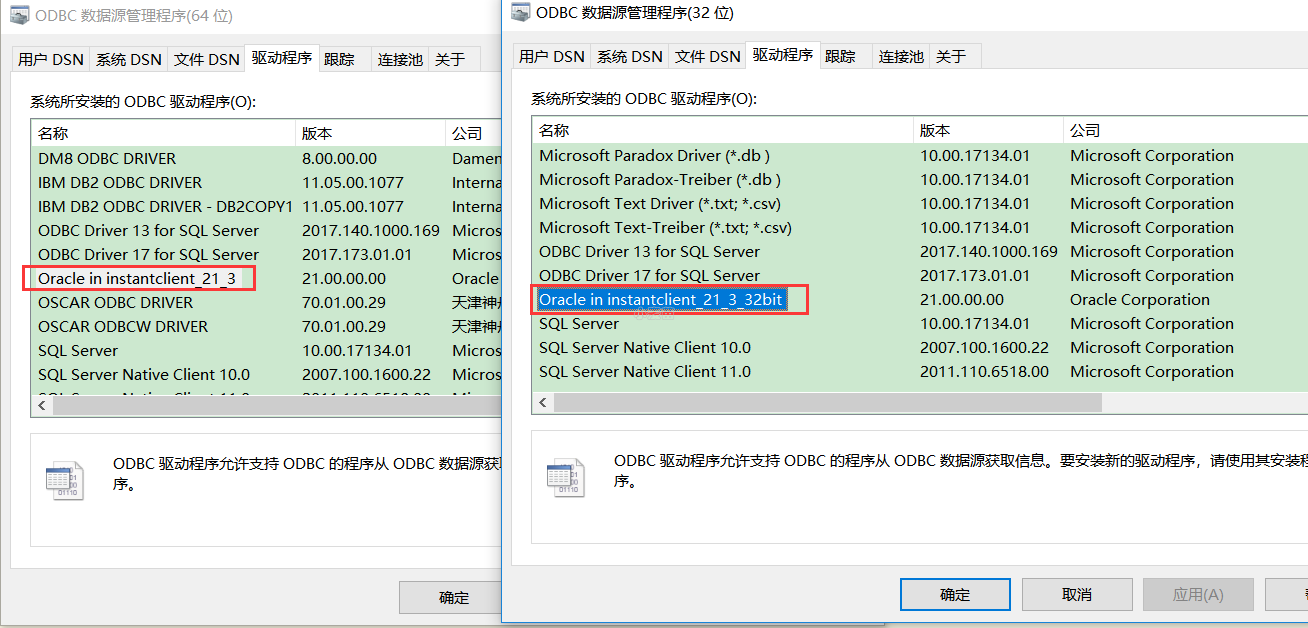 ODBC 数据源管理程序(64 位)
用户 DSN 系统 DSN 文件 DSN 驱动程序 跟踪 连接池 关于
系统所安装的 ODBC 驱动程序(O):
名称 版本 公司
DM8 ODBC DRIVER 8.00.00.00 Damen
IBM DB2 ODBC DRIVER 11.05.00.1077 Interna
IBM DB2 ODBC DRIVER - DB2COPY1 11.05.00.1077 Interna
ODBC Driver 13 for SQL Server 2017.140.1000.169 Micros
ODBC Driver 17 for SQL Server 2017.173.01.01 Micros
Oracle in instantclient_21_3 21.00.00.00 Oracle
OSCAR ODBC DRIVER 70.01.00.29 天津神
OSCAR ODBCW DRIVER 70.01.00.29 天津神
SQL Server 10.00.17134.01 Micros
SQL Server Native Client 10.0 2007.100.1600.22 Micros
SQL Server Native Client 11.0 2011.110.6518.00 Micros
ODBC 驱动程序允许支持 ODBC 的程序从 ODBC 数据源获
序。
确定
ODBC 数据源管理程序(32 位)
用户 DSN 系统 DSN 文件 DSN 驱动程序 跟踪 连接池 关于
系统所安装的 ODBC 驱动程序(O):
名称 版本 公司
Microsoft Paradox Driver (*.db ) 10.00.17134.01 Microsoft Corporation
Microsoft Paradox-Treiber (*.db ) 10.00.17134.01 Microsoft Corporation
Microsoft Text Driver (*.txt; *.csv) 10.00.17134.01 Microsoft Corporation
Microsoft Text-Treiber (*.txt; *.csv) 10.00.17134.01 Microsoft Corporation
ODBC Driver 13 for SQL Server 2017.140.1000.169 Microsoft Corporation
ODBC Driver 17 for SQL Server 2017.173.01.01 Microsoft Corporation
Oracle in instantclient_21_3_32bit 21.00.00.00 Oracle Corporation
SQL Server 10.00.17134.01 Microsoft Corporation
SQL Server Native Client 10.0 2007.100.1600.22 Microsoft Corporation
SQL Server Native Client 11.0 2011.110.6518.00 Microsoft Corporation
ODBC 驱动程序允许支持 ODBC 的程序从 ODBC 数据源获取信息。要安装新的驱动程序，请使用其安装程
序。
确定 取消 应用(A)